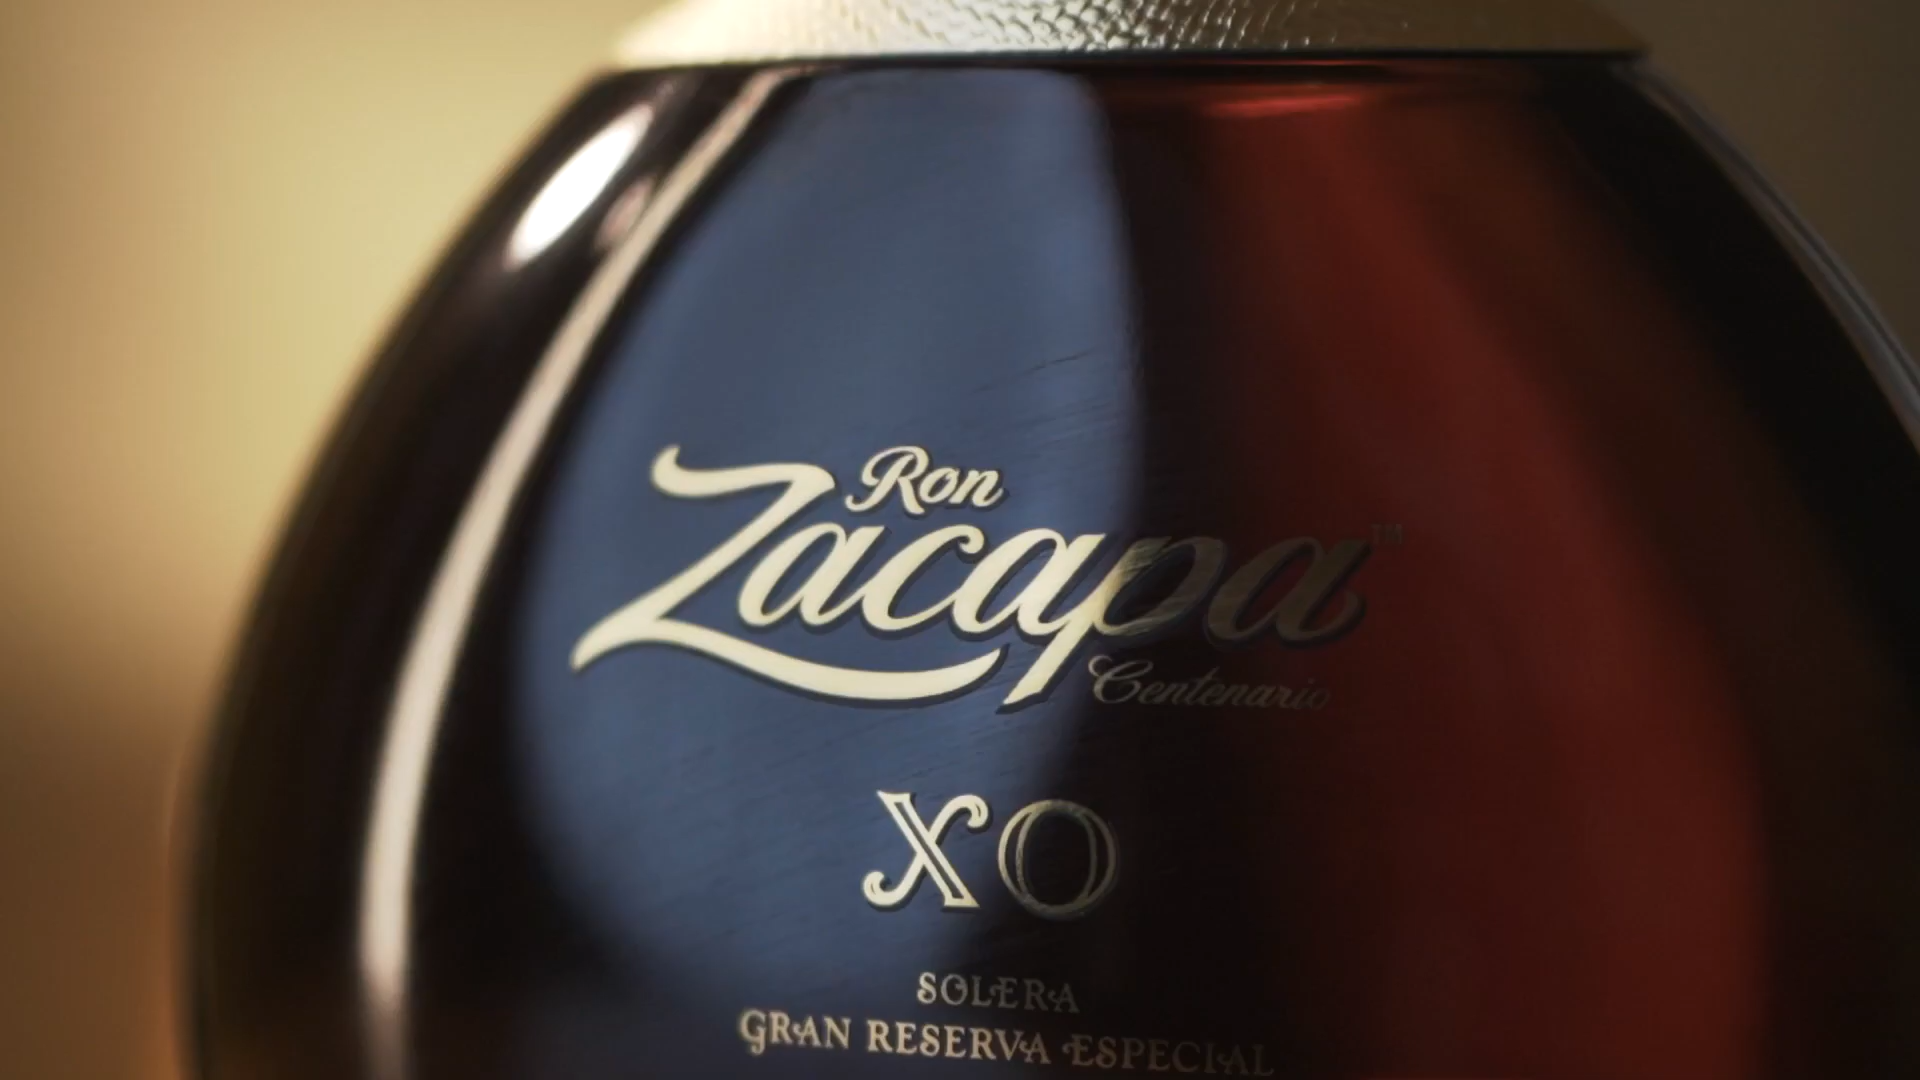 Ron
Zacapa™
Centenario
XO
SOLERA
GRAN RESERVA ESPECIAL